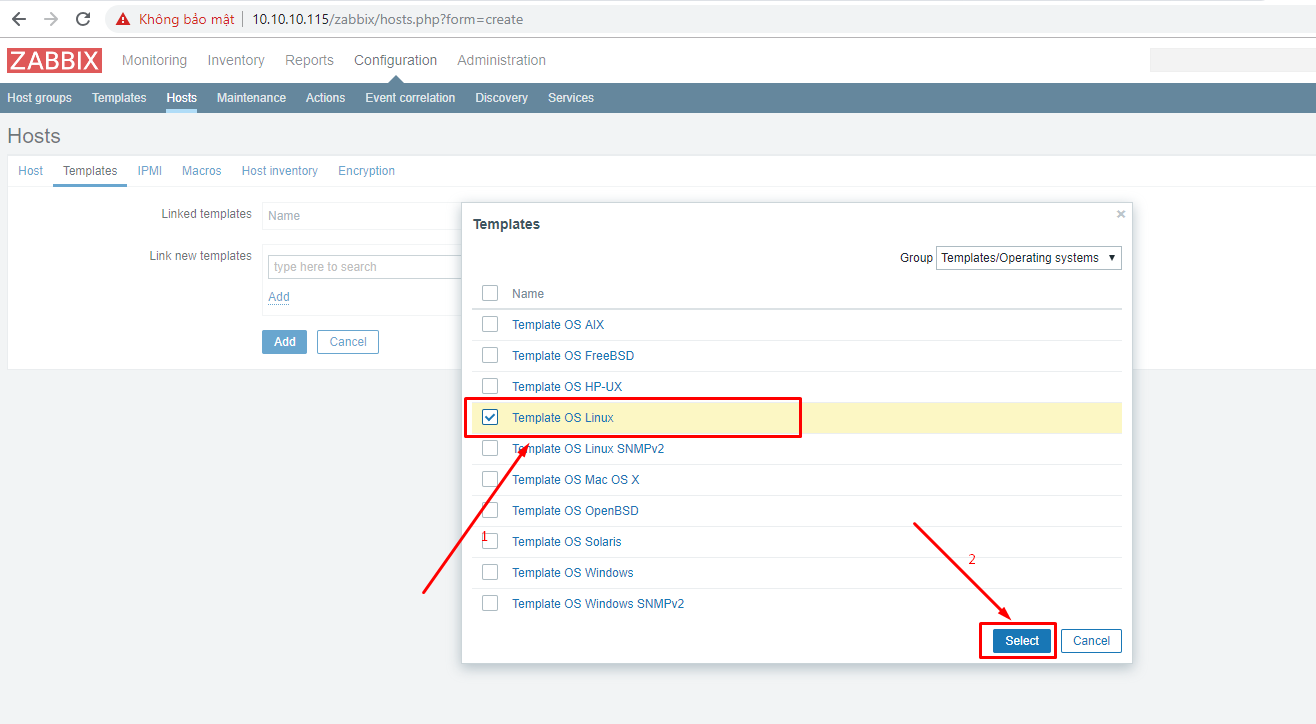 Không bảo mật | 10.10.10.115/zabbix/hosts.php?form=create
ZABBIX Monitoring Inventory Reports Configuration Administration
Host groups Templates Hosts Maintenance Actions Event correlation Discovery Services
Hosts
Host Templates IPMI Macros Host inventory Encryption
Linked templates Name
Link new templates
type here to search
Add
Add Cancel
Templates ×
Group Templates/Operating systems ▼
Name
Template OS AIX
Template OS FreeBSD
Template OS HP-UX
Template OS Linux
Template OS Linux SNMPv2
Template OS Mac OS X
Template OS OpenBSD
1
Template OS Solaris
2
Template OS Windows
Template OS Windows SNMPv2
Select Cancel